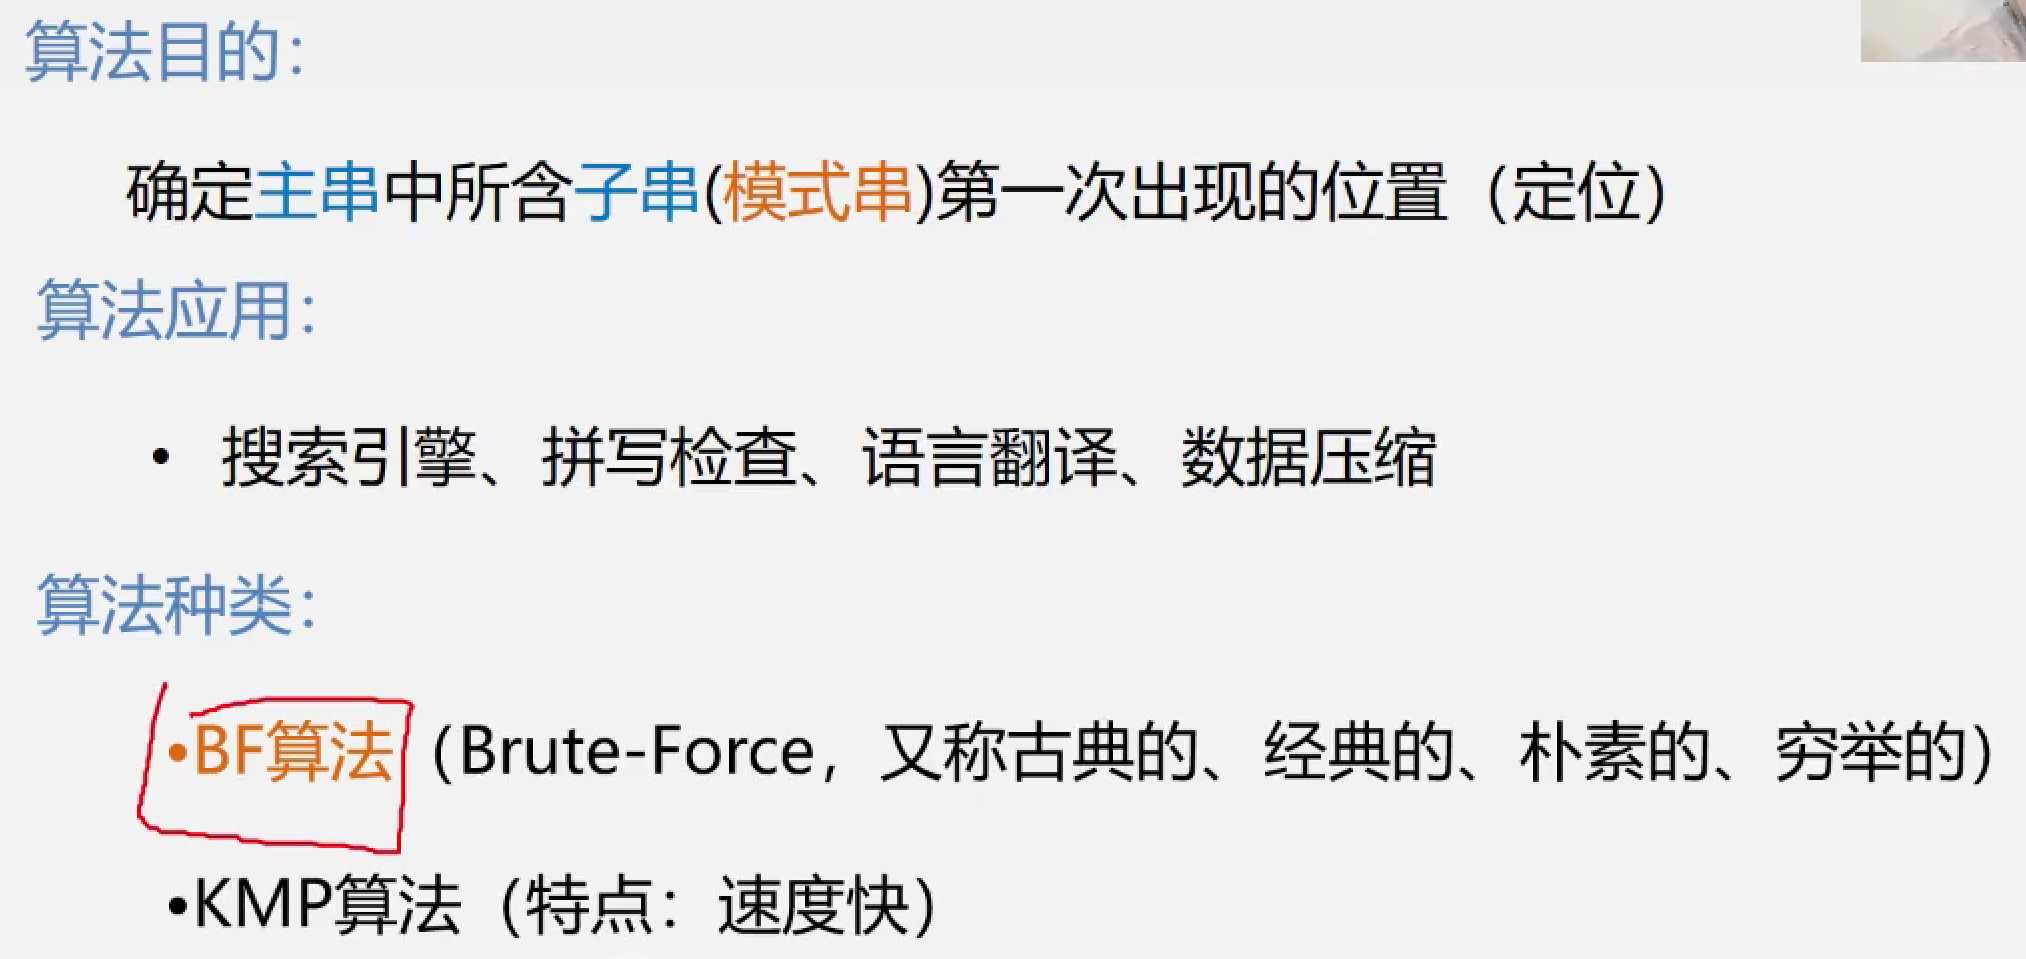 算法目的：
确定主串中所含子串(模式串)第一次出现的位置（定位）
算法应用：
• 搜索引擎、拼写检查、语言翻译、数据压缩
算法种类：
•BF算法（Brute-Force，又称古典的、经典的、朴素的、穷举的）
•KMP算法（特点：速度快）